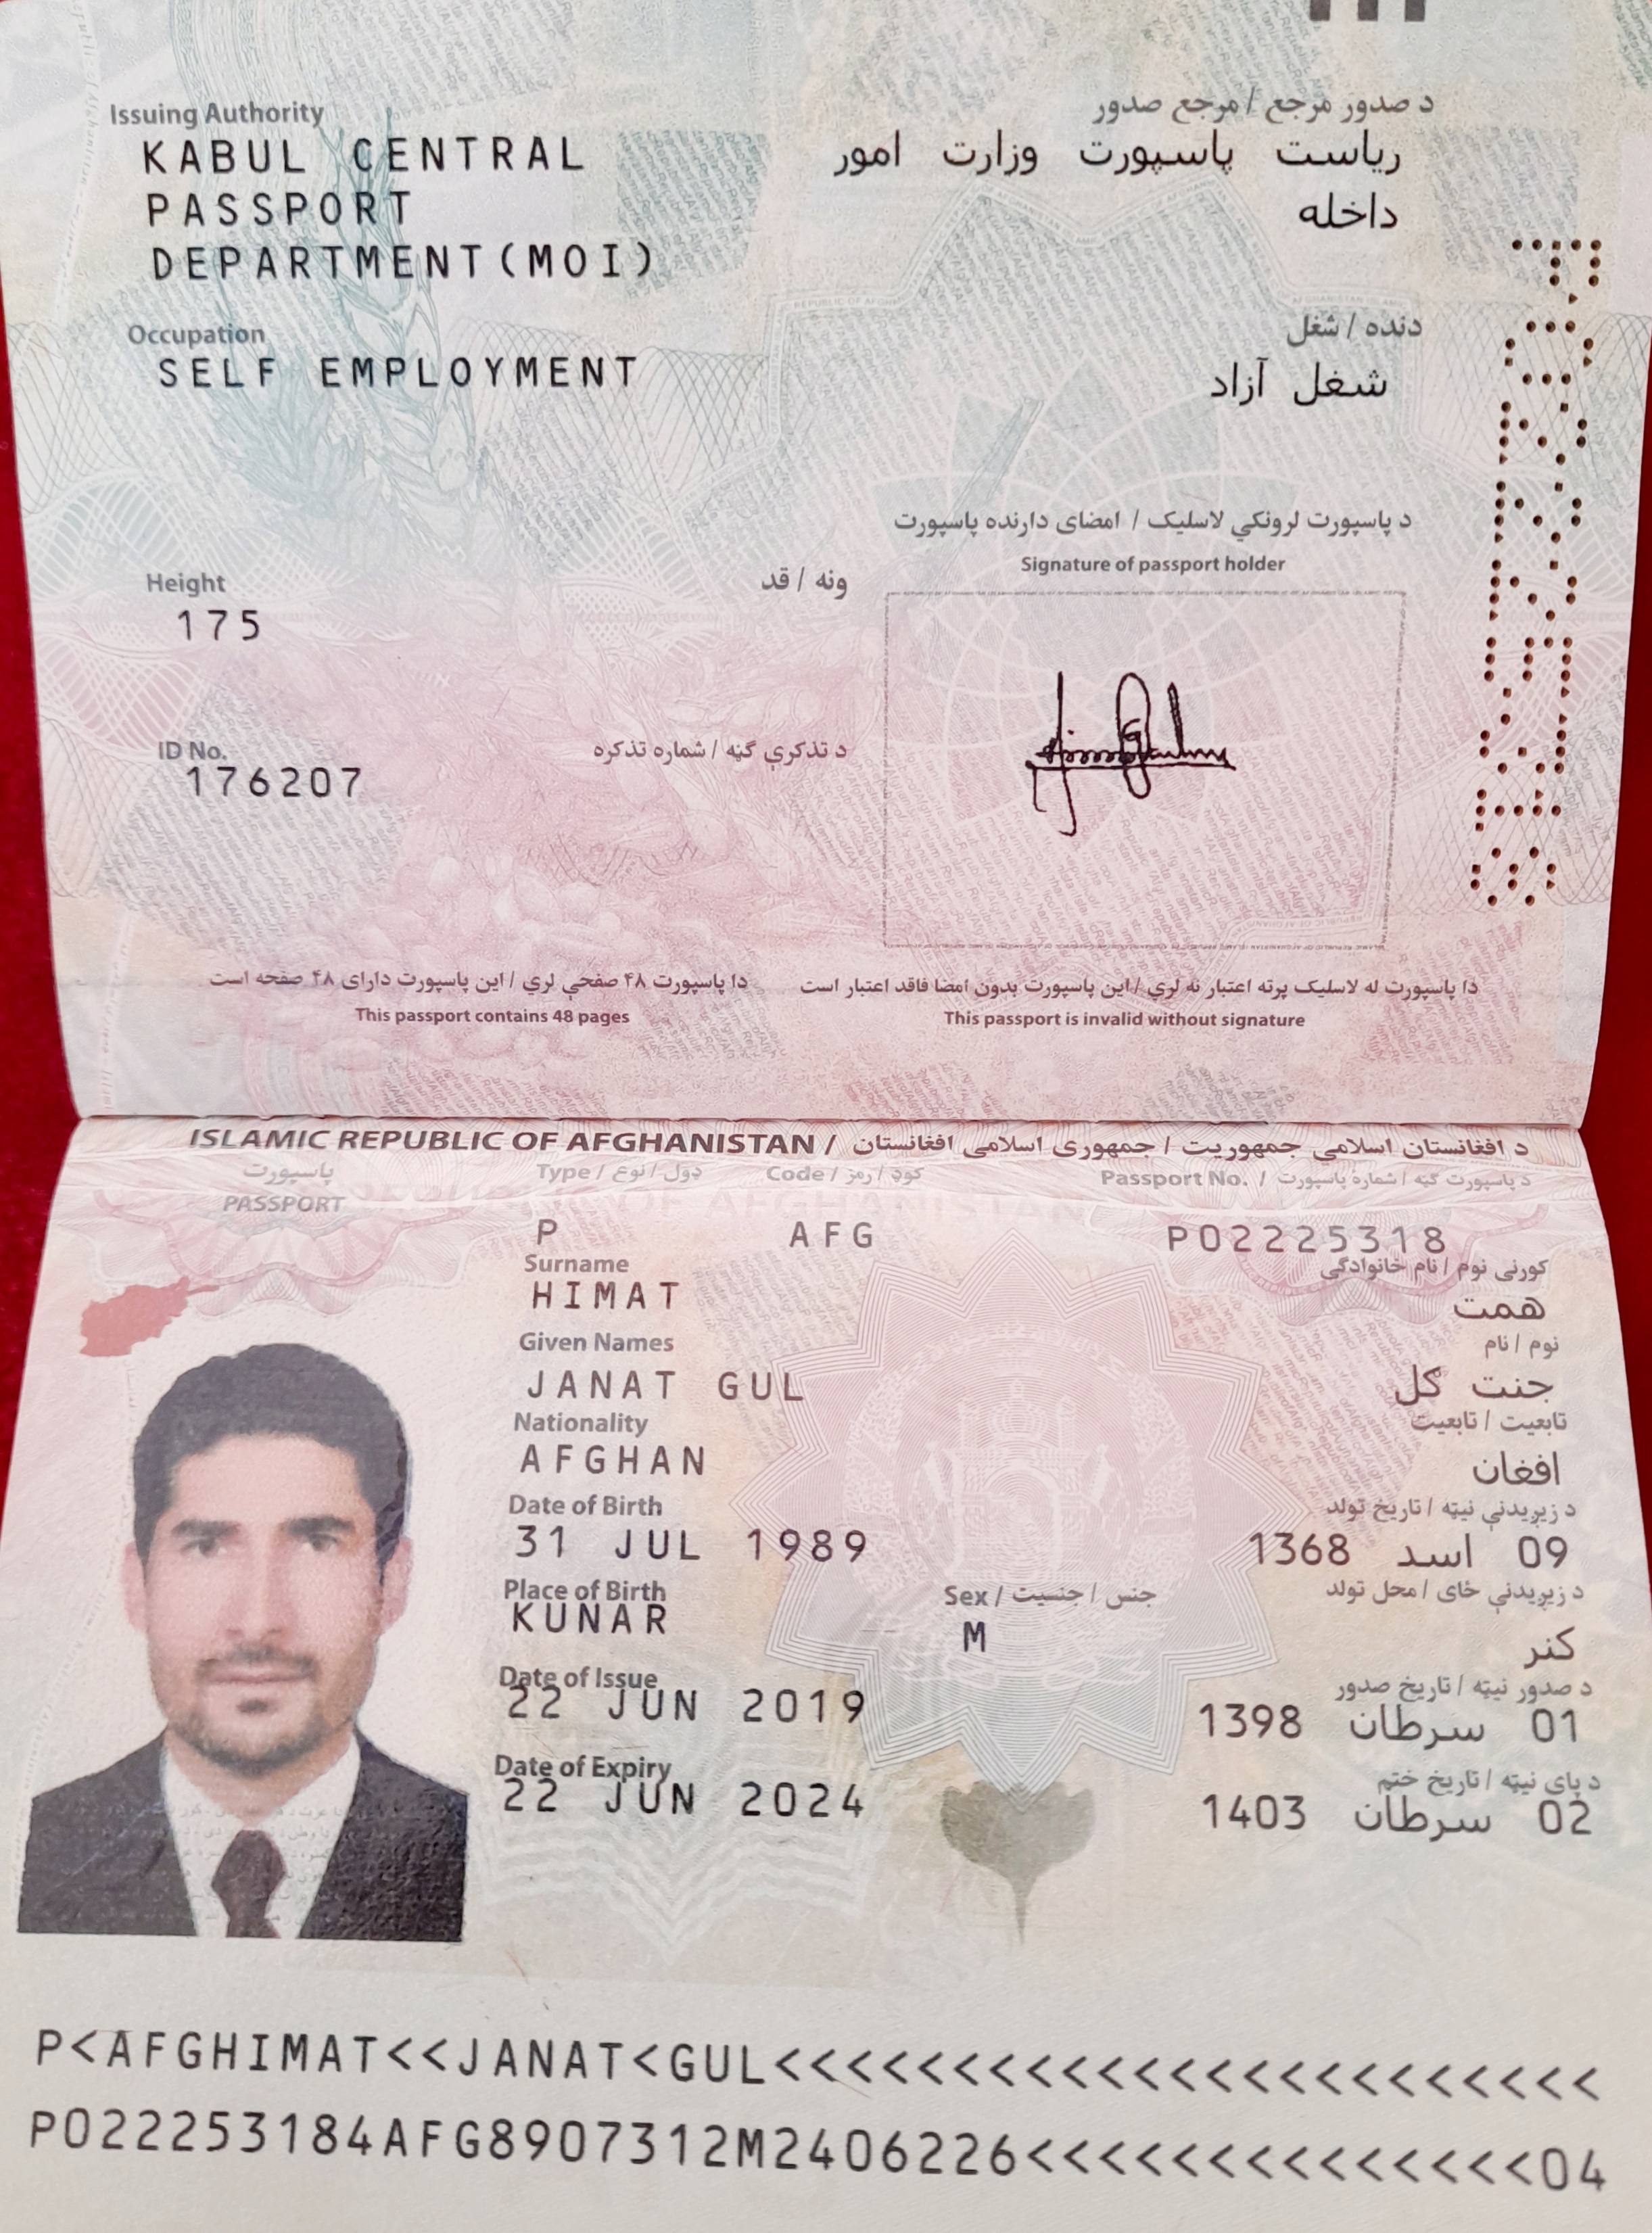 Issuing Authority د صدور مرجع / مرجع صدور
KABUL CENTRAL ریاست پاسپورت وزارت امور
PASSPORT داخله
DEPARTMENT(MOI)
Occupation دنده / شغل
SELF EMPLOYMENT شغل آزاد
د پاسپورت لرونکي لاسلیک / امضای دارنده پاسپورت
Signature of passport holder
Height ونه / قد
175
ID No. د تذکرې ګڼه / شماره تذکره
176207
P02225318
دا پاسپورت ۴۸ صفحې لري / این پاسپورت دارای ۴۸ صفحه است
This passport contains 48 pages
دا پاسپورت له لاسلیک پرته اعتبار نه لري / این پاسپورت بدون امضا فاقد اعتبار است
This passport is invalid without signature
ISLAMIC REPUBLIC OF AFGHANISTAN / د افغانستان اسلامي جمهوریت / جمهوری اسلامی افغانستان
پاسپورت Type / ډول / نوع Code / کوډ / رمز Passport No. / د پاسپورت ګڼه / شماره پاسپورت
PASSPORT
P AFG P02225318
Surname کورنی نوم / نام خانوادگی
HIMAT همت
Given Names نوم / نام
JANAT GUL جنت ګل
Nationality تابعیت / تابعیت
AFGHAN افغان
Date of Birth د زیږیدنې نیټه / تاریخ تولد
31 JUL 1989 09 اسد 1368
Place of Birth Sex / جنس / جنسیت د زیږیدنې ځای / محل تولد
KUNAR M کنر
Date of Issue د صدور نیټه / تاریخ صدور
22 JUN 2019 01 سرطان 1398
Date of Expiry د پای نیټه / تاریخ ختم
22 JUN 2024 02 سرطان 1403
P<AFGHIMAT<<JANAT<GUL<<<<<<<<<<<<<<<<<<<<<<<
P022253184AFG8907312M2406226<<<<<<<<<<<<<<04